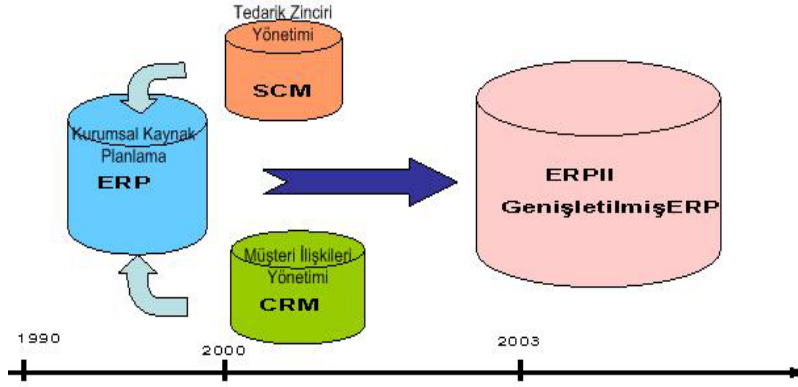 Tedarik Zinciri
Yönetimi
SCM
Kurumsal Kaynak
Planlama
ERP
ERPII
GenişletilmişERP
Müşteri İlişkileri
Yönetimi
CRM
1990
2000
2003